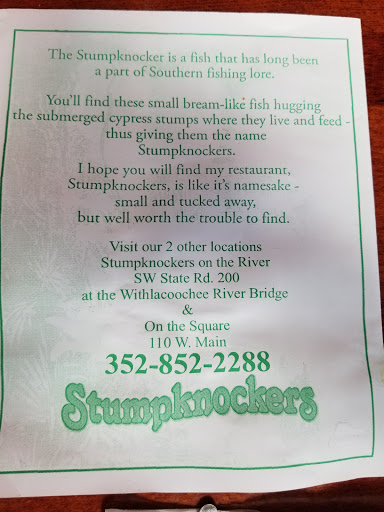 The Stumpknocker is a fish that has long been
a part of Southern fishing lore.
You'll find these small bream-like fish hugging
the submerged cypress stumps where they live and feed -
thus giving them the name
Stumpknockers.
I hope you will find my restaurant,
Stumpknockers, is like it's namesake -
small and tucked away,
but well worth the trouble to find.
Visit our 2 other locations
Stumpknockers on the River
SW State Rd. 200
at the Withlacoochee River Bridge
&
On the Square
110 W. Main
352-852-2288
Stumpknockers